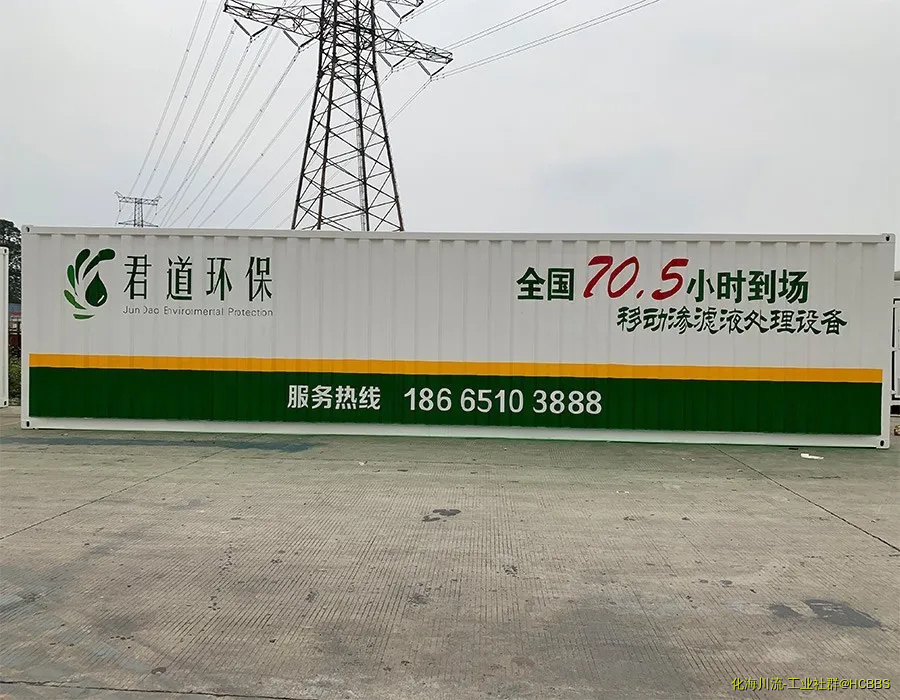 君道环保
Jun Dao Environmental Protection
全国70.5小时到场
移动渗滤液处理设备
服务热线 186 6510 3888
化海川流-工业社群@HCBBS